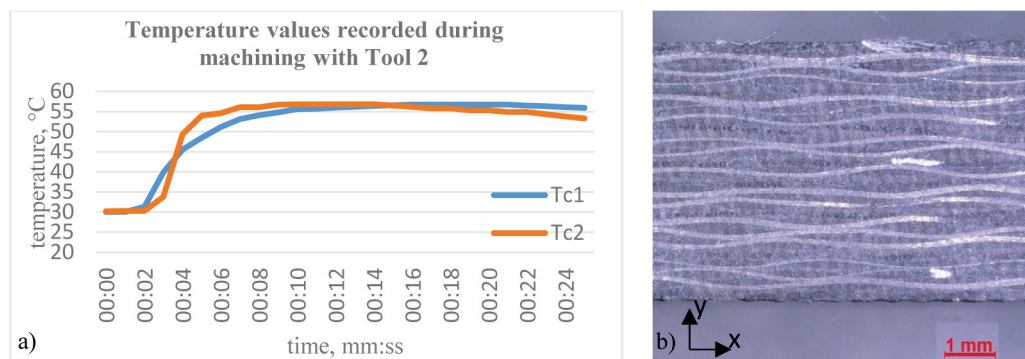 Temperature values recorded during
machining with Tool 2
temperature, °C
60
55
50
45
40
35
30
25
20
Tc1
Tc2
00:00
00:02
00:04
00:06
00:08
00:10
00:12
00:14
00:16
00:18
00:20
00:22
00:24
time, mm:ss
a)
b)
y
x
1 mm